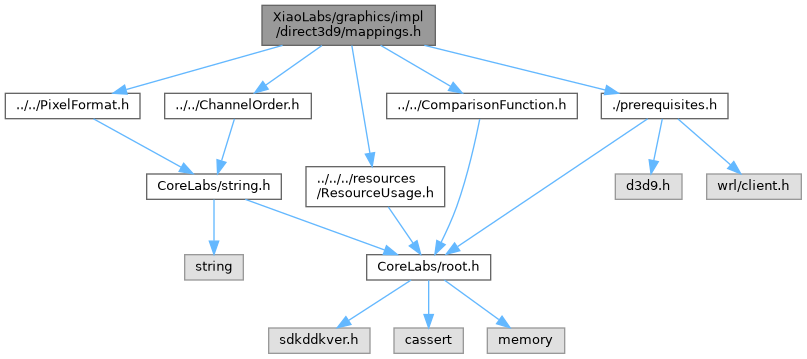 XiaoLabs/graphics/impl
/direct3d9/mappings.h
../../PixelFormat.h
../../ChannelOrder.h
../../ComparisonFunction.h
./prerequisites.h
CoreLabs/string.h
../../../resources
/ResourceUsage.h
d3d9.h
wrl/client.h
string
CoreLabs/root.h
sdkddkver.h
cassert
memory